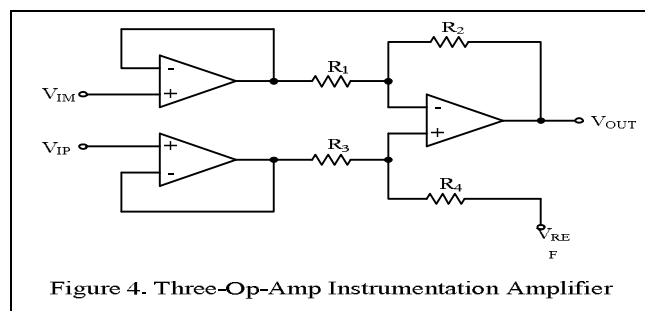 R2
-
R1
VIM
+
-
+
VOUT
VIP
+
-
R3
R4
VRE
F
Figure 4. Three-Op-Amp Instrumentation Amplifier